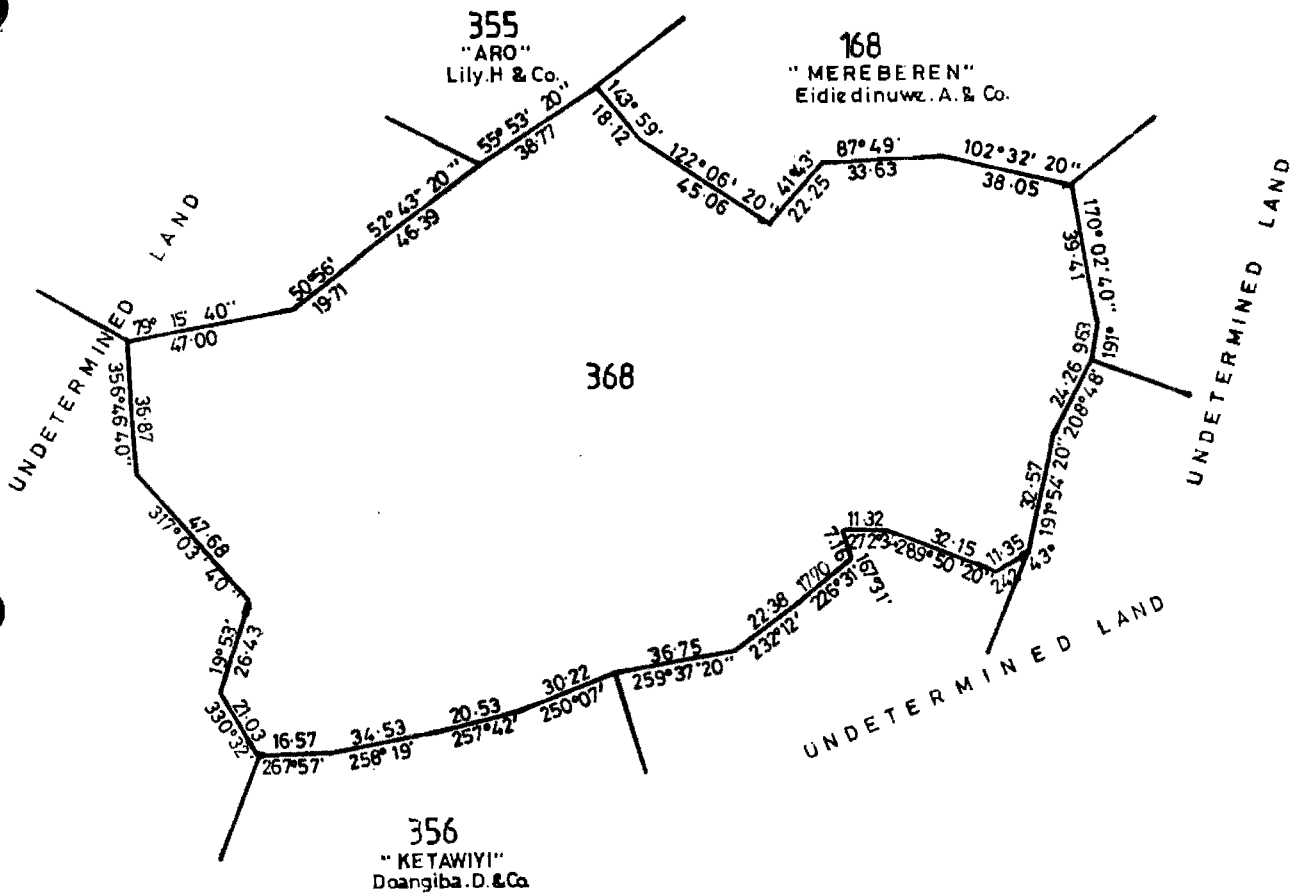 355
"ARO"
Lily.H & Co.
168
"MEREBEREN"
Eidiedinuwe.A.& Co.
55° 53' 20"
38·77
143° 59'
18·12
122° 06' 20"
45·06
41°43'
22·25
87° 49'
33·63
102° 32' 20"
38·05
170° 02' 40"
39·41
9·63
191°
24·26
208° 48'
32·57
191° 54' 20"
11·35
242° 43'
32·15
289° 50' 20"
11·32
7·16
167° 31'
17·70
226° 31'
22·38
232° 12'
36·75
259° 37' 20"
30·22
250° 07'
20·53
257° 42'
34·53
258° 19'
16·57
267° 57'
21·03
330° 32'
19° 53'
26·43
47·68
317° 03' 40"
36·87
356° 46' 40"
79° 15' 40"
47·00
50° 56'
19·71
52° 43' 20"
46·39
368
UNDETERMINED LAND
UNDETERMINED LAND
UNDETERMINED LAND
356
"KETAWIYI"
Doangiba.D.& Co